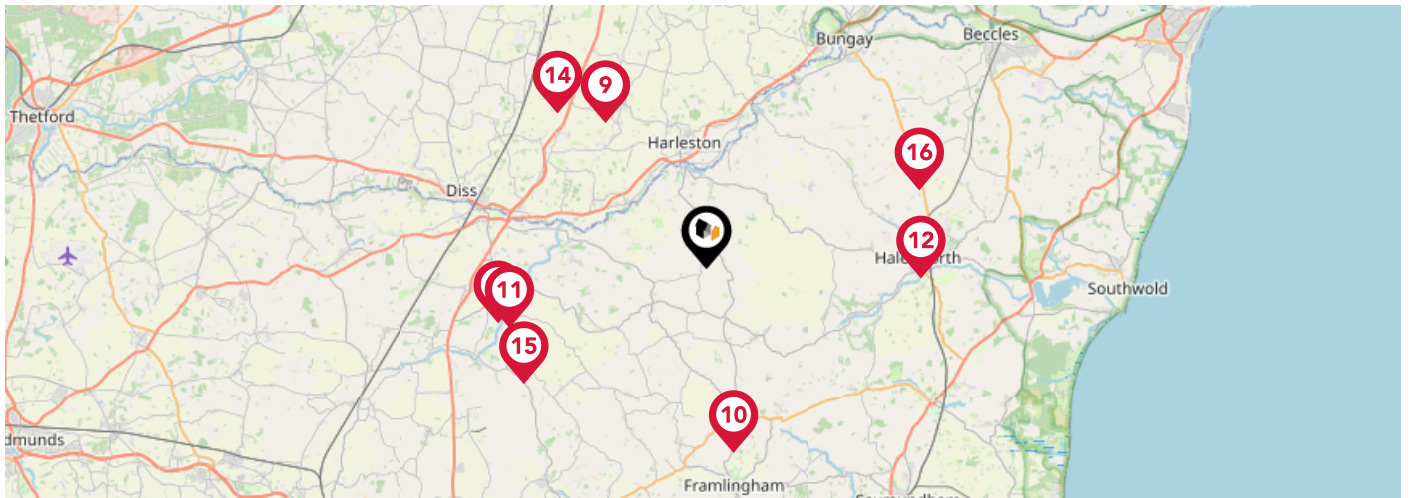 Bungay
Beccles
14
9
Thetford
Harleston
16
Diss
12
Southwold
11
15
10
dmunds
Framlingham